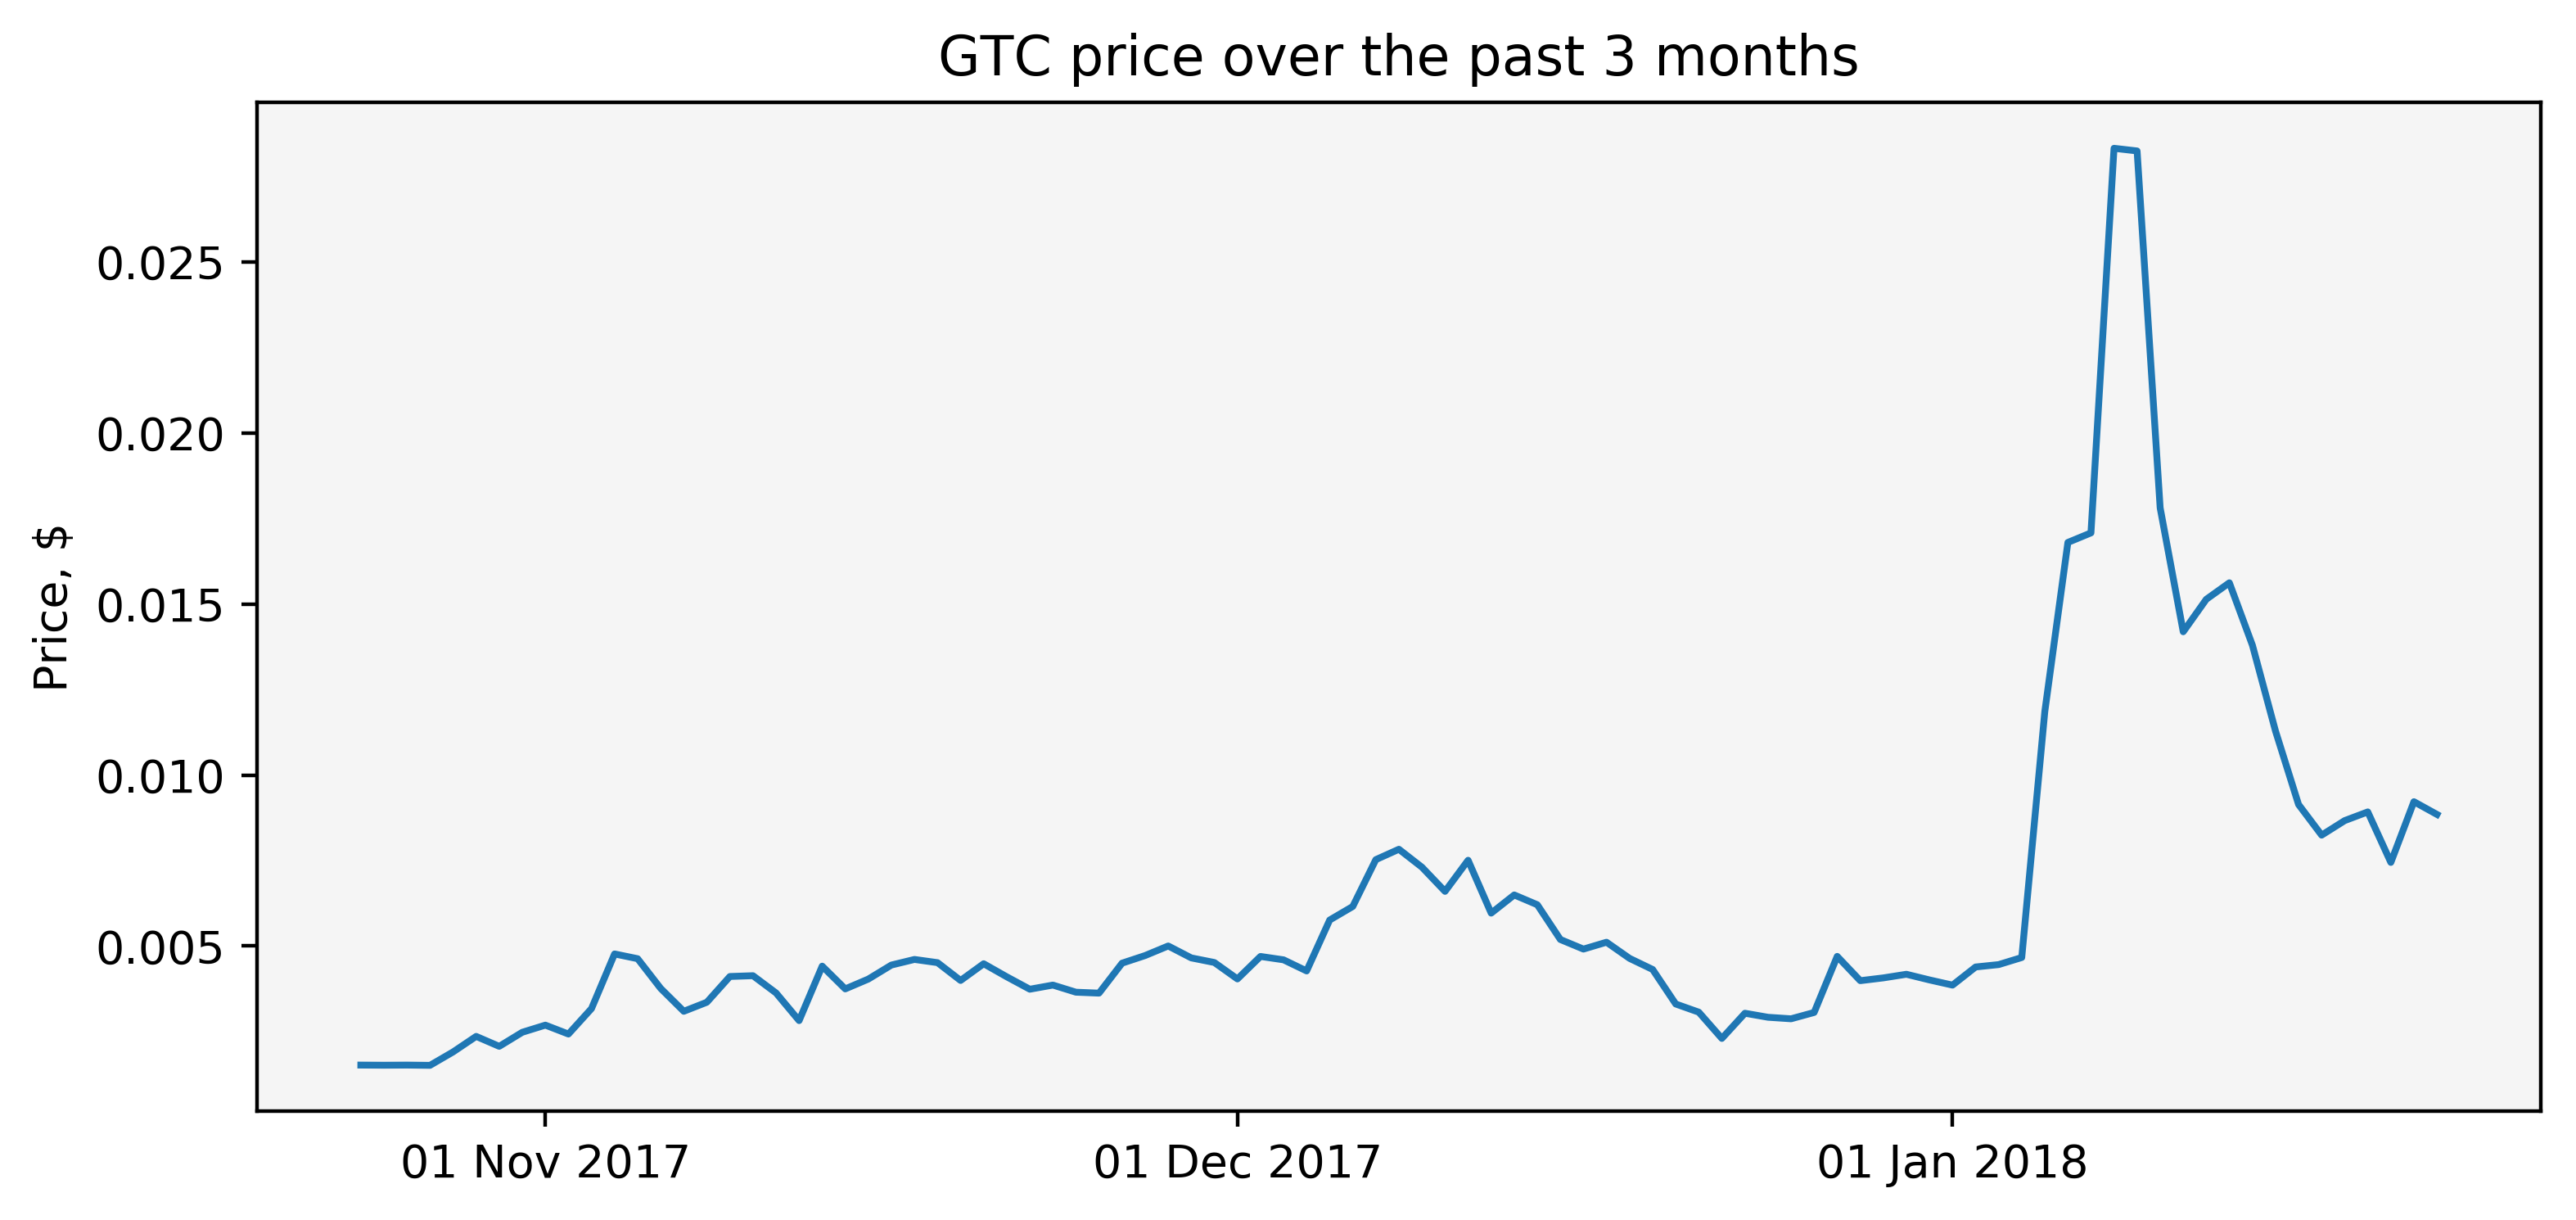 GTC price over the past 3 months
Price, $
0.025
0.020
0.015
0.010
0.005
01 Nov 2017
01 Dec 2017
01 Jan 2018